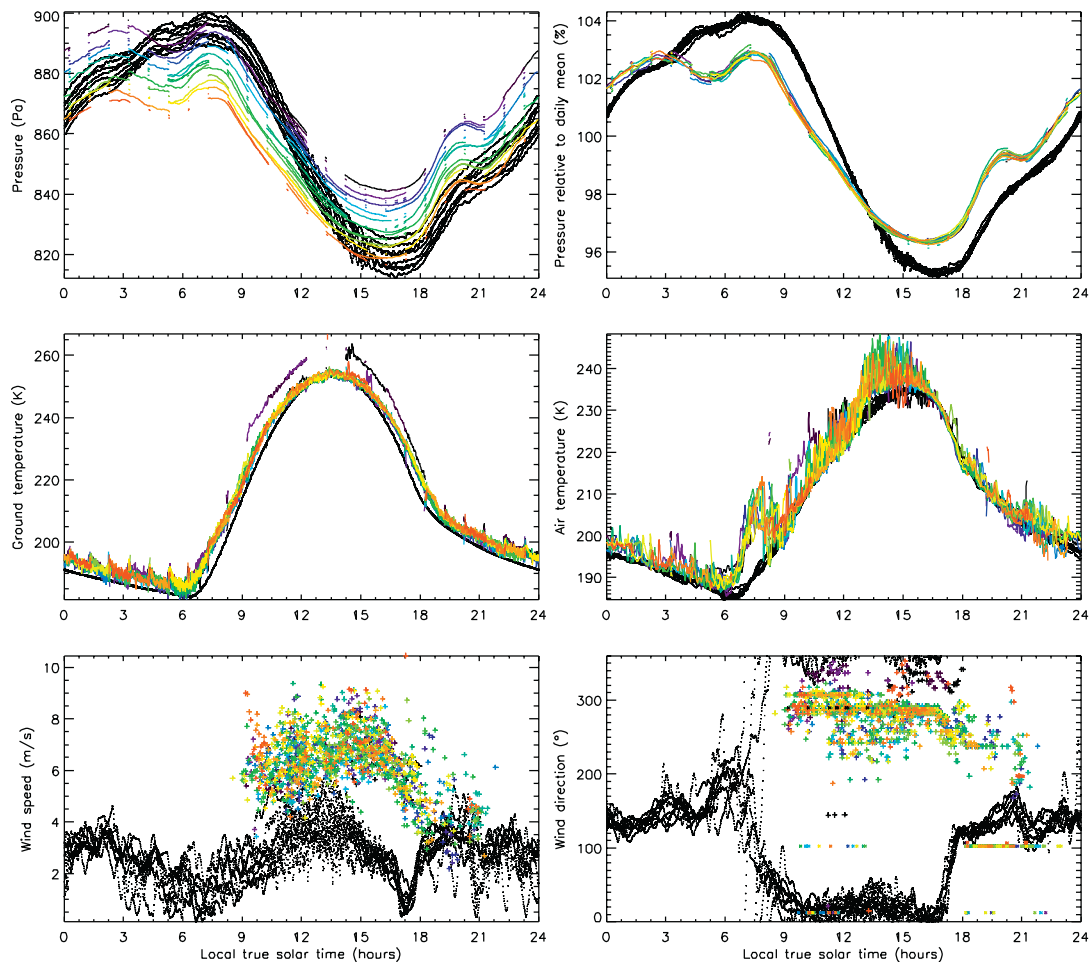 900
880
860
840
820
Pressure (Pa)
0 3 6 9 12 15 18 21 24
104
102
100
98
96
Pressure relative to daily mean (%)
0 3 6 9 12 15 18 21 24
260
240
220
200
Ground temperature (K)
0 3 6 9 12 15 18 21 24
240
230
220
210
200
190
Air temperature (K)
0 3 6 9 12 15 18 21 24
10
8
6
4
2
Wind speed (m/s)
0 3 6 9 12 15 18 21 24
Local true solar time (hours)
300
200
100
0
Wind direction (°)
0 3 6 9 12 15 18 21 24
Local true solar time (hours)